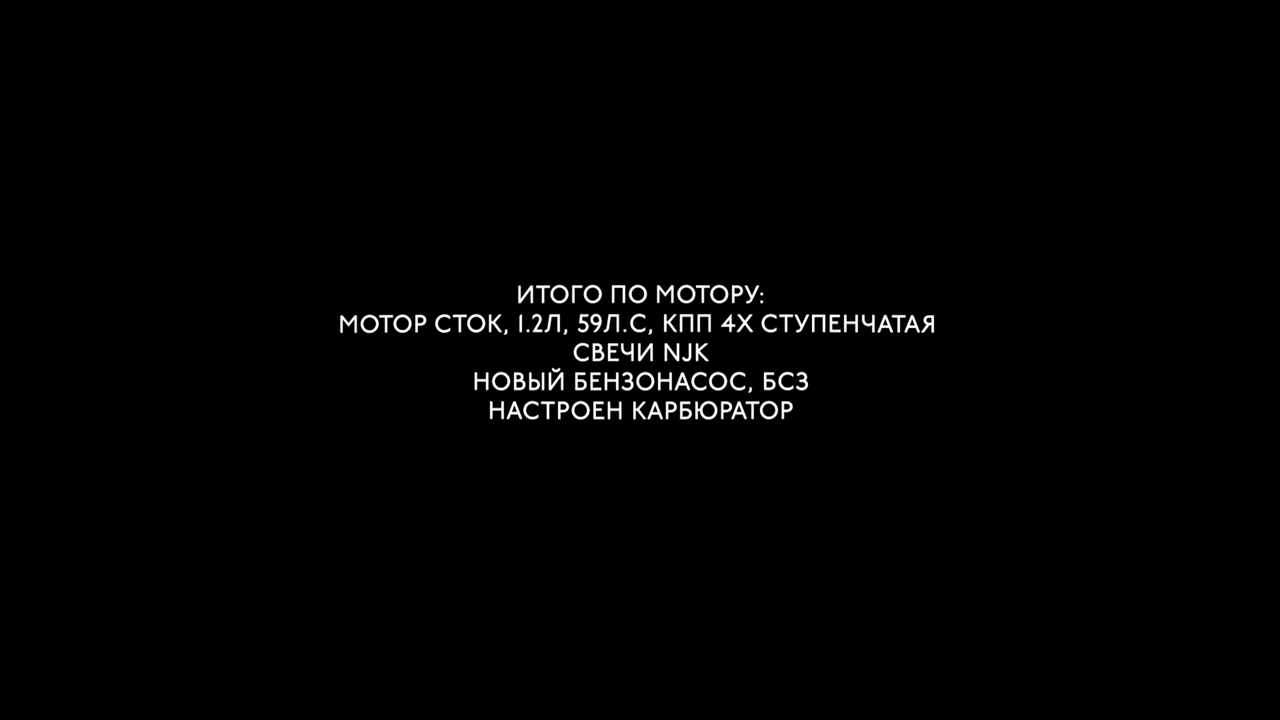 ИТОГО ПО МОТОРУ:
МОТОР СТОК, 1.2Л, 59Л.С, КПП 4Х СТУПЕНЧАТАЯ
СВЕЧИ NJK
НОВЫЙ БЕНЗОНАСОС, БСЗ
НАСТРОЕН КАРБЮРАТОР